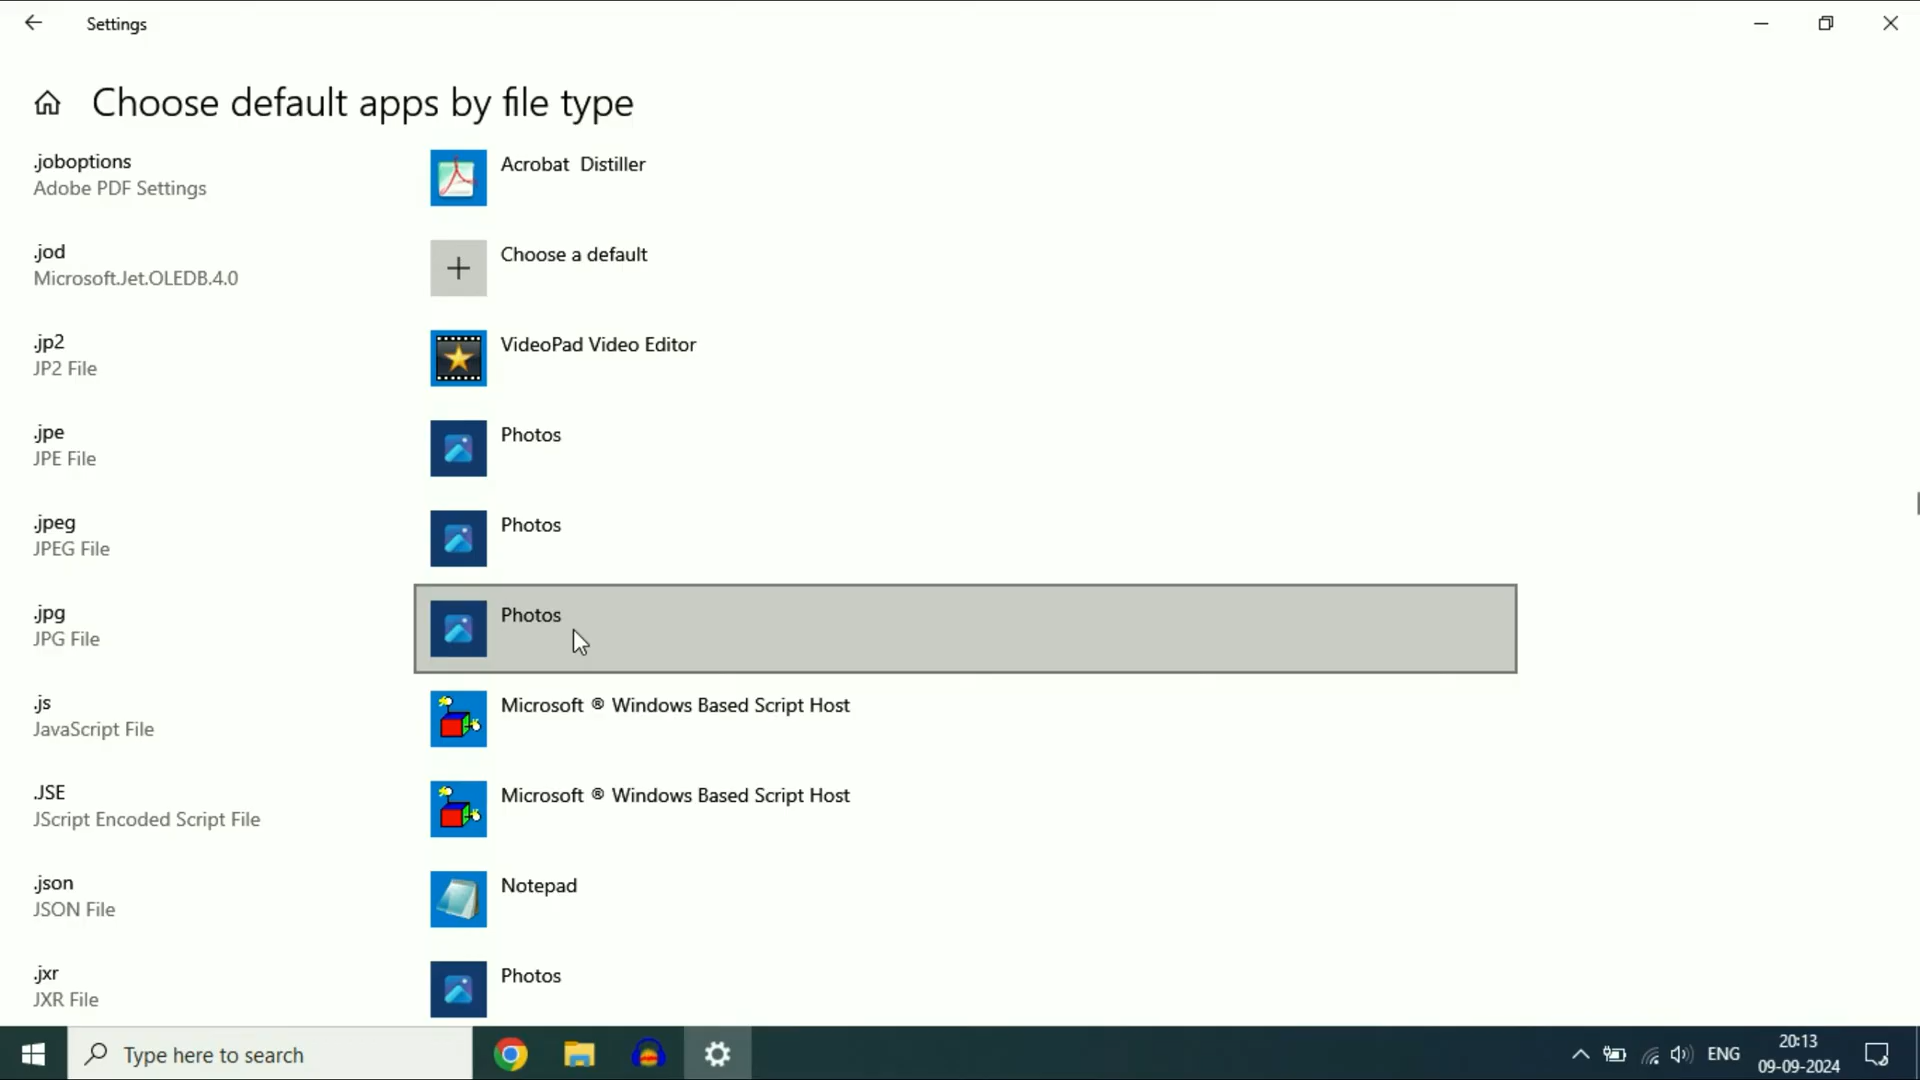 Settings
Choose default apps by file type
.joboptions
Adobe PDF Settings
Acrobat Distiller
.jod
Microsoft.Jet.OLEDB.4.0
Choose a default
.jp2
JP2 File
VideoPad Video Editor
.jpe
JPE File
Photos
.jpeg
JPEG File
Photos
.jpg
JPG File
Photos
.js
JavaScript File
Microsoft ® Windows Based Script Host
.JSE
JScript Encoded Script File
Microsoft ® Windows Based Script Host
.json
JSON File
Notepad
.jxr
JXR File
Photos
Type here to search
ENG
20:13
09-09-2024